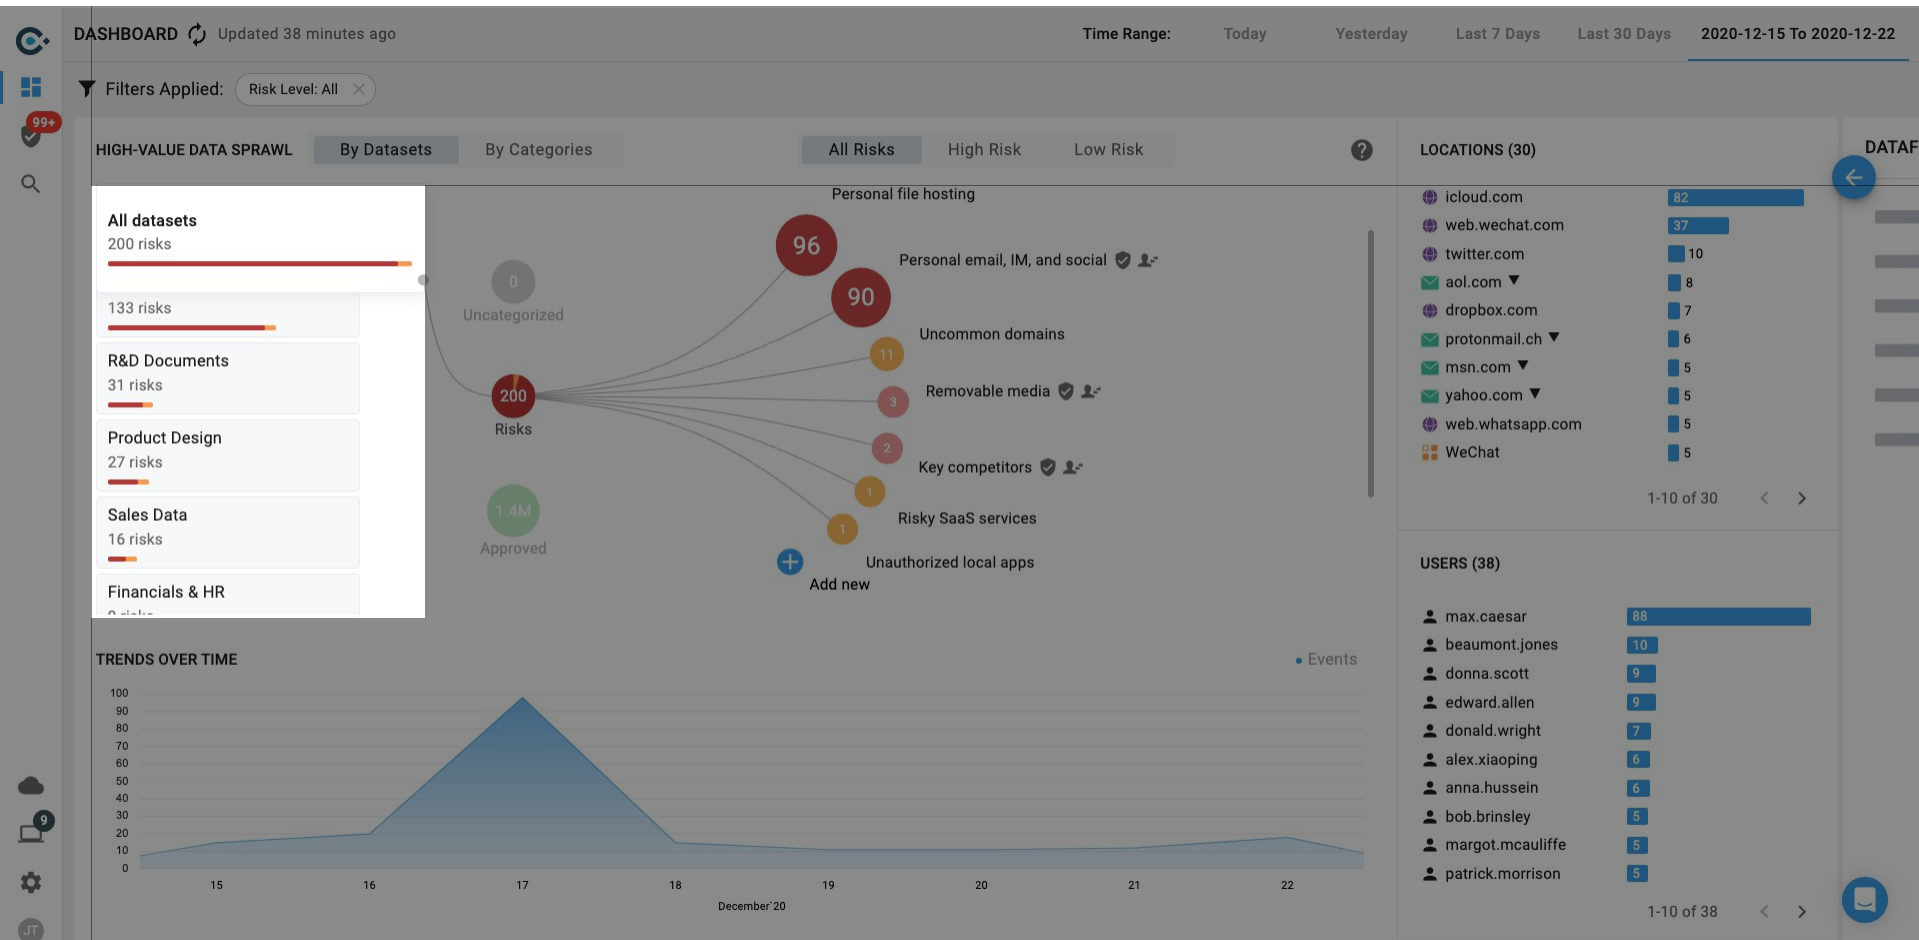 DASHBOARD Updated 38 minutes ago
Time Range: Today Yesterday Last 7 Days Last 30 Days 2020-12-15 To 2020-12-22
Filters Applied: Risk Level: All
99+
HIGH-VALUE DATA SPRAWL By Datasets By Categories
All Risks High Risk Low Risk
All datasets
200 risks
133 risks
R&D Documents
31 risks
Product Design
27 risks
Sales Data
16 risks
Financials & HR
0
Uncategorized
200
Risks
1.4M
Approved
Personal file hosting
96
Personal email, IM, and social
90
Uncommon domains
11
Removable media
3
2
Key competitors
1
Risky SaaS services
1
Unauthorized local apps
Add new
LOCATIONS (30)
icloud.com 82
web.wechat.com 37
twitter.com 10
aol.com 8
dropbox.com 7
protonmail.ch 6
msn.com 5
yahoo.com 5
web.whatsapp.com 5
WeChat 5
1-10 of 30
DATAF
USERS (38)
max.caesar 88
beaumont.jones 10
donna.scott 9
edward.allen 9
donald.wright 7
alex.xiaoping 6
anna.hussein 6
bob.brinsley 5
margot.mcauliffe 5
patrick.morrison 5
1-10 of 38
TRENDS OVER TIME
Events
100
90
80
70
60
50
40
30
20
10
0
15 16 17 18 19 20 21 22
December'20
9
JT